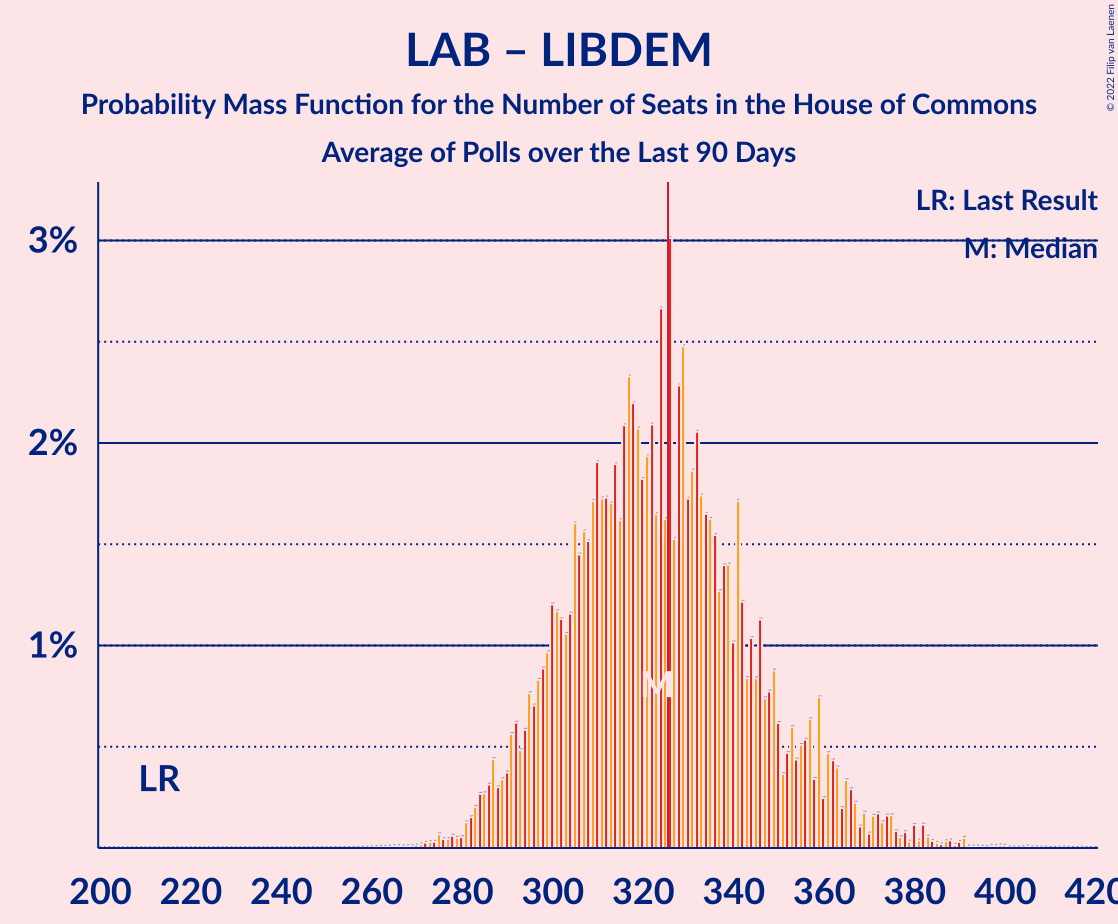 LAB – LIBDEM
Probability Mass Function for the Number of Seats in the House of Commons
Average of Polls over the Last 90 Days
© 2022 Filip van Laenen
LR: Last Result
M: Median
3%
2%
1%
M
LR
200 220 240 260 280 300 320 340 360 380 400 420